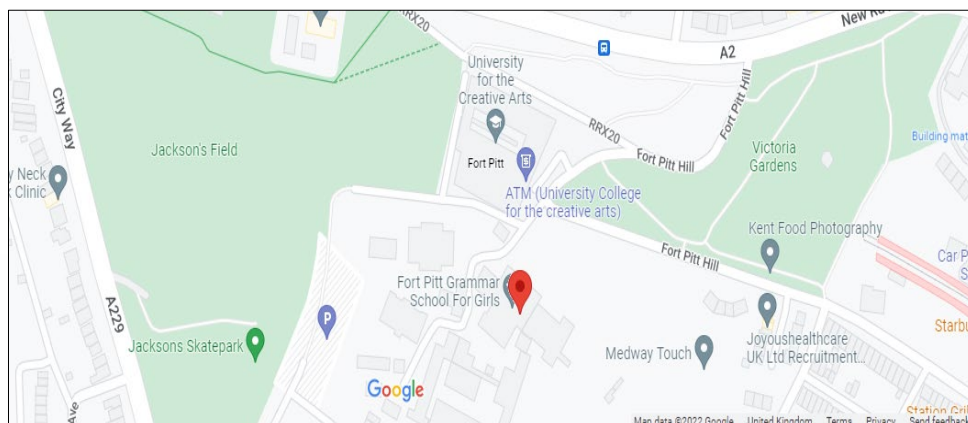 RRX20
A2
New Ro
City Way
University
for the
Creative Arts
Fort Pitt Hill
RRX20
Building mat
Jackson's Field
Fort Pitt
Fort Pitt Hill
Victoria
Gardens
y Neck
k Clinic
ATM (University College
for the creative arts)
Kent Food Photography
Fort Pitt Hill
Car P
S
Fort Pitt Grammar
School For Girls
A229
P
Starbu
Jacksons Skatepark
Medway Touch
Joyoushealthcare
UK Ltd Recruitment...
Google
Ave
Station Gril
Map data ©2022 Google United Kingdom Terms Privacy Send feedback